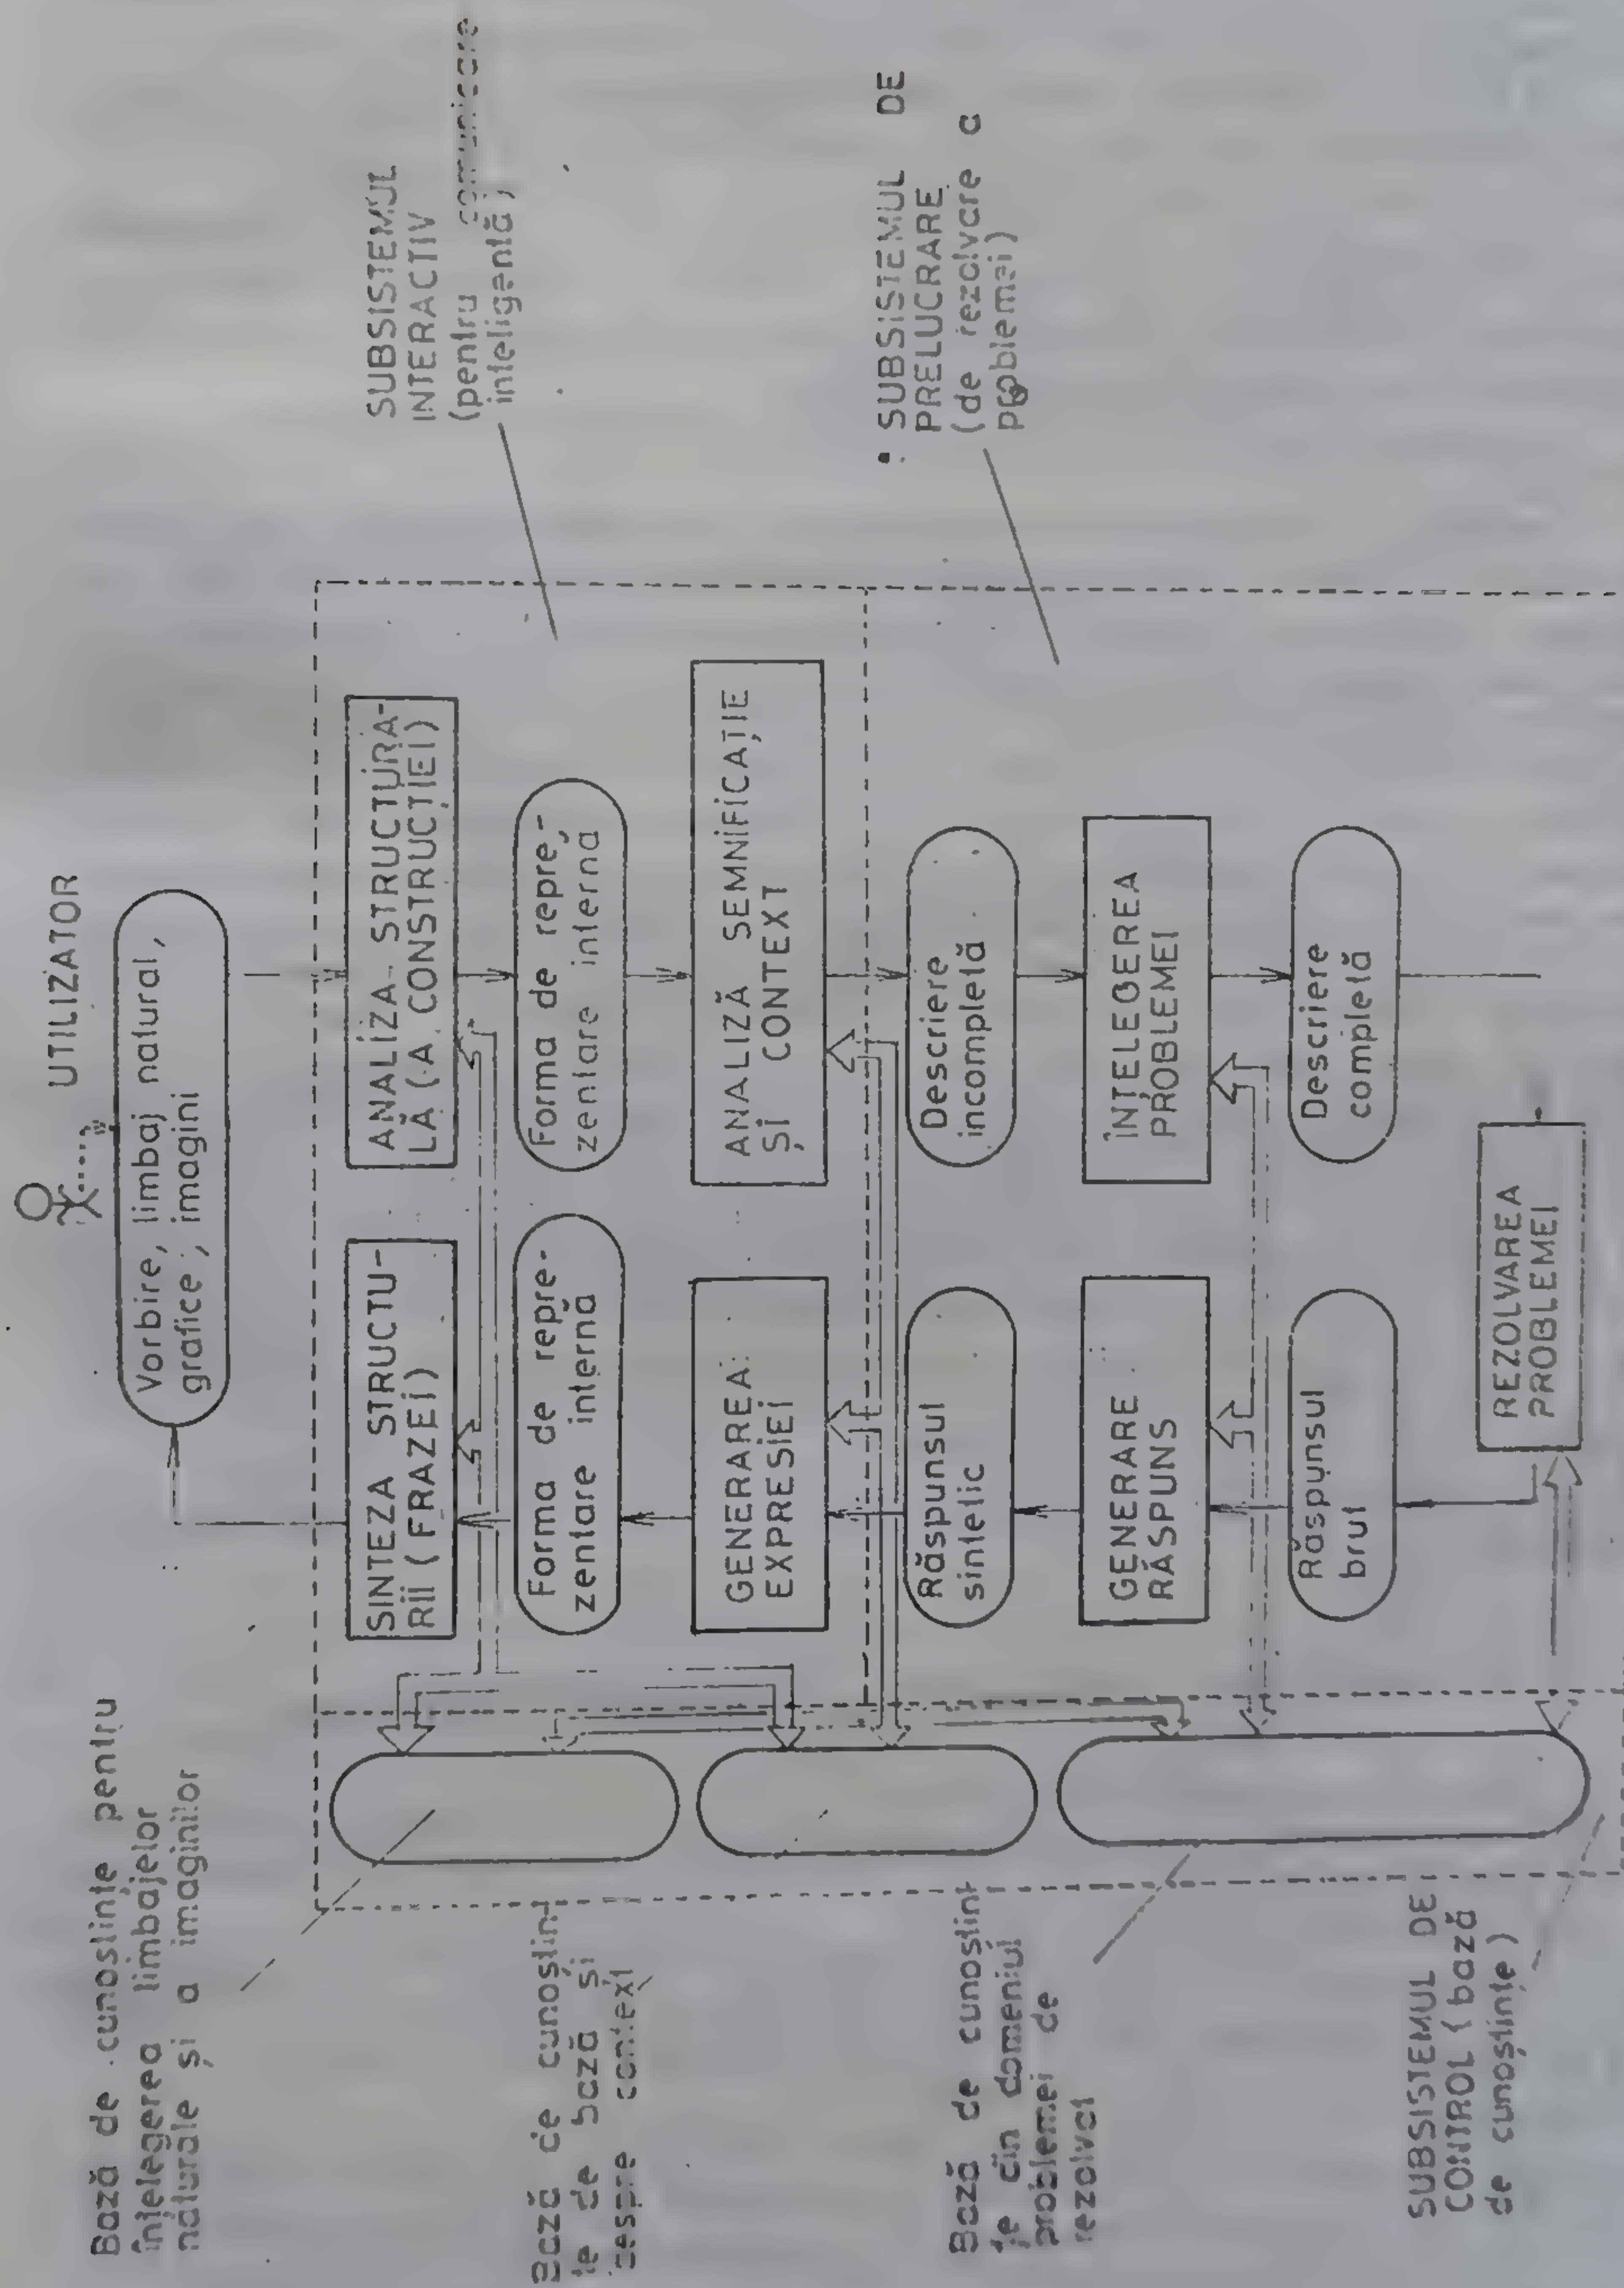 UTILIZATOR
Vorbire, limbaj natural,
grafice, imagini
Bază de cunostințe pentru
înțelegerea limbajelor
naturale și a imaginilor
SINTEZA STRUCTU-
RII (FRAZEI)
ANALIZA STRUCTURA-
LĂ (A CONSTRUCȚIEI)
SUBSISTEMUL
INTERACTIV
(pentru comunicare
inteligentă)
Forma de repre-
zentare internă
Forma de repre-
zentare interna
Bază de cunoștin-
țe de bază și
despre context
GENERAREA
EXPRESIEI
ANALIZĂ SEMNIFICAȚIE
ȘI CONTEXT
Răspunsul
sintetic
Descriere
incompletă
SUBSISTEMUL DE
PRELUCRARE
(de rezolvare a
problemei)
Bază de cunostin
țe din domeniul
problemei de
rezolvat
GENERARE
RĂSPUNS
ÎNȚELEGEREA
PROBLEMEI
Răspunsul
brut
Descriere
completă
SUBSISTEMUL DE
CONTROL (bază
de cunoștințe)
REZOLVAREA
PROBLEMEI